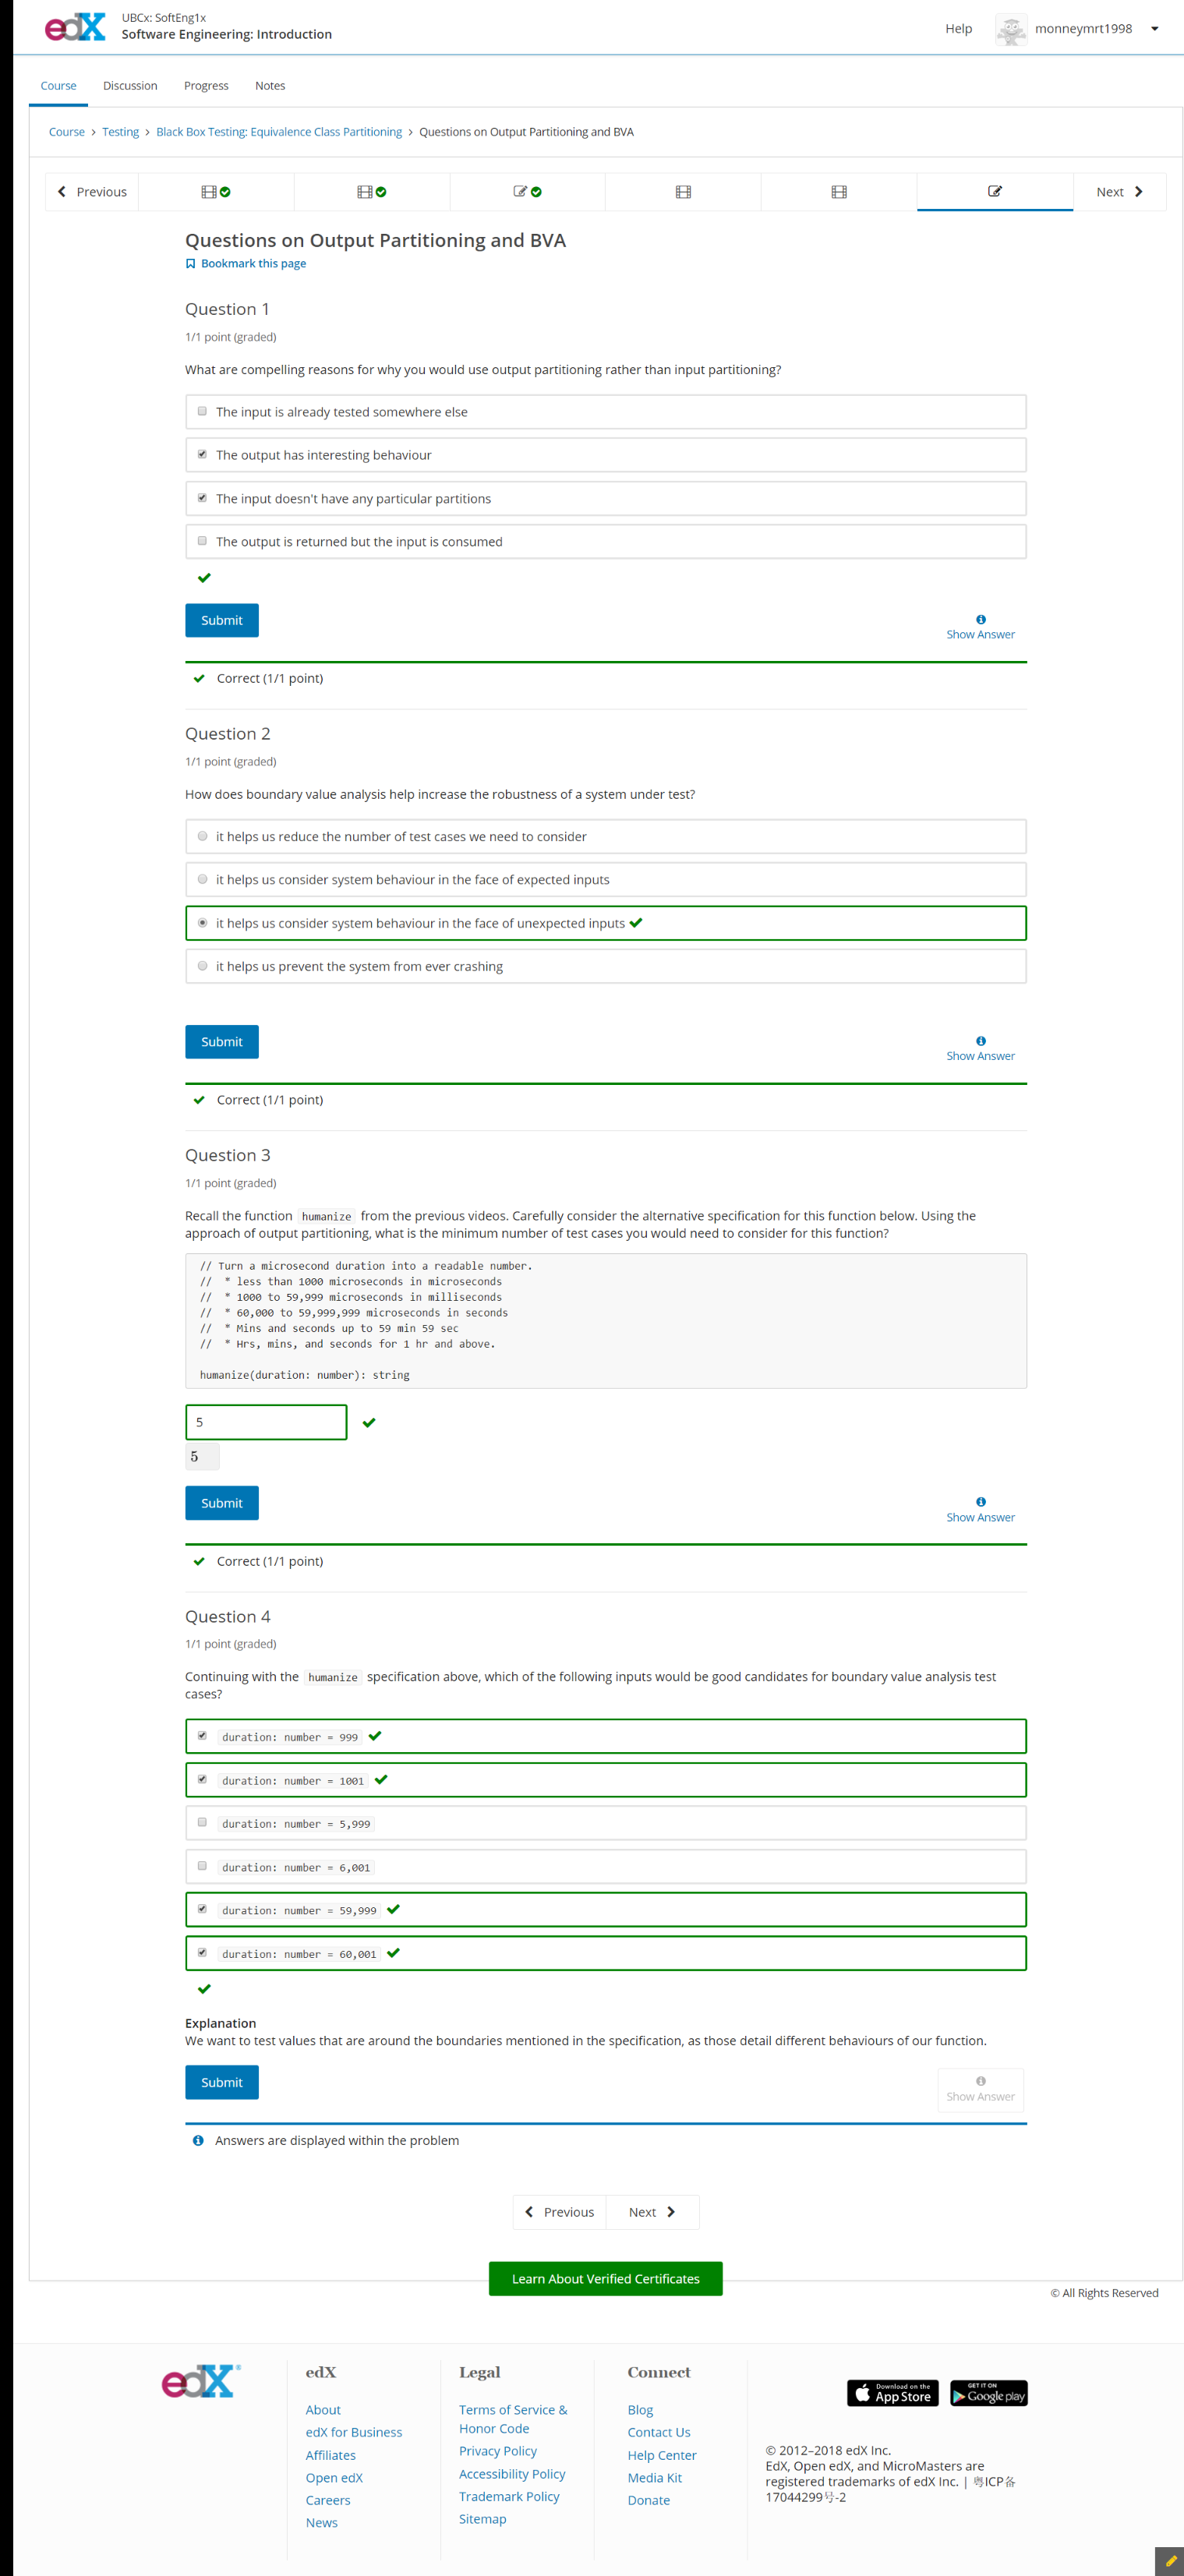 edX
UBCx: SoftEng1x
Software Engineering: Introduction
Help
monneymrt1998
Course
Discussion
Progress
Notes
Course > Testing > Black Box Testing: Equivalence Class Partitioning > Questions on Output Partitioning and BVA
Previous
Next
Questions on Output Partitioning and BVA
Bookmark this page
Question 1
1/1 point (graded)
What are compelling reasons for why you would use output partitioning rather than input partitioning?
The input is already tested somewhere else
The output has interesting behaviour
The input doesn't have any particular partitions
The output is returned but the input is consumed
Submit
Show Answer
Correct (1/1 point)
Question 2
1/1 point (graded)
How does boundary value analysis help increase the robustness of a system under test?
it helps us reduce the number of test cases we need to consider
it helps us consider system behaviour in the face of expected inputs
it helps us consider system behaviour in the face of unexpected inputs
it helps us prevent the system from ever crashing
Submit
Show Answer
Correct (1/1 point)
Question 3
1/1 point (graded)
Recall the function humanize from the previous videos. Carefully consider the alternative specification for this function below. Using the
approach of output partitioning, what is the minimum number of test cases you would need to consider for this function?
// Turn a microsecond duration into a readable number.
// * less than 1000 microseconds in microseconds
// * 1000 to 59,999 microseconds in milliseconds
// * 60,000 to 59,999,999 microseconds in seconds
// * Mins and seconds up to 59 min 59 sec
// * Hrs, mins, and seconds for 1 hr and above.
humanize(duration: number): string
5
5
Submit
Show Answer
Correct (1/1 point)
Question 4
1/1 point (graded)
Continuing with the humanize specification above, which of the following inputs would be good candidates for boundary value analysis test
cases?
duration: number = 999
duration: number = 1001
duration: number = 5,999
duration: number = 6,001
duration: number = 59,999
duration: number = 60,001
Explanation
We want to test values that are around the boundaries mentioned in the specification, as those detail different behaviours of our function.
Submit
Show Answer
Answers are displayed within the problem
Previous
Next
Learn About Verified Certificates
© All Rights Reserved
edX
edX
About
edX for Business
Affiliates
Open edX
Careers
News
Legal
Terms of Service &
Honor Code
Privacy Policy
Accessibility Policy
Trademark Policy
Sitemap
Connect
Blog
Contact Us
Help Center
Media Kit
Donate
Download on the
App Store
GET IT ON
Google play
© 2012–2018 edX Inc.
EdX, Open edX, and MicroMasters are
registered trademarks of edX Inc. | 粤ICP备
17044299号-2